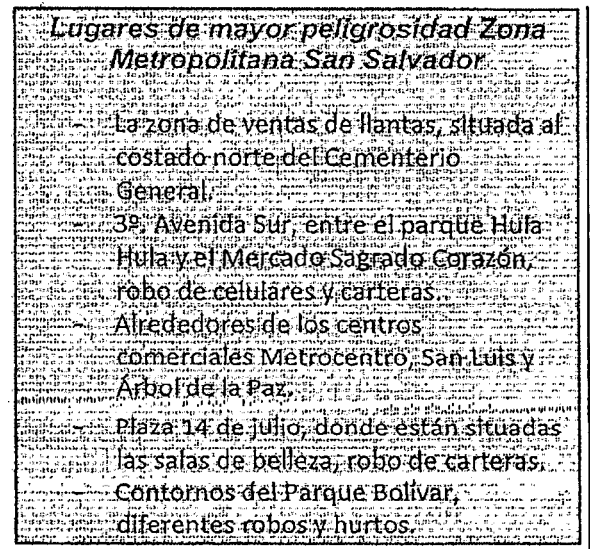 Lugares de mayor peligrosidad Zona
Metropolitana San Salvador
- La zona de ventas de llantas, situada al
costado norte del Cementerio
General.
- 3ª. Avenida Sur, entre el parque Hula
Hula y el Mercado Sagrado Corazón,
robo de celulares y carteras.
- Alrededores de los centros
comerciales Metrocentro, San Luis y
Árbol de la Paz.
- Plaza 14 de julio, donde están situadas
las salas de belleza, robo de carteras.
- Contornos del Parque Bolívar,
diferentes robos y hurtos.